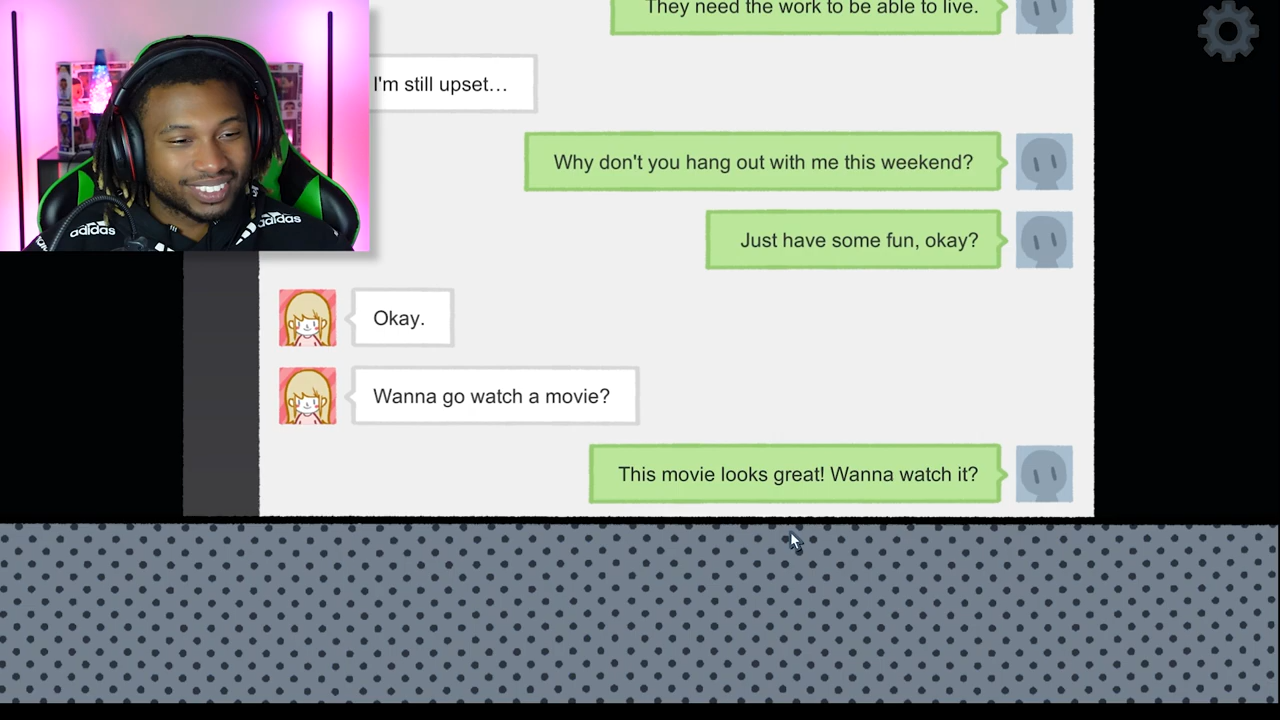 They need the work to be able to live.
I'm still upset...
Why don't you hang out with me this weekend?
Just have some fun, okay?
Okay.
Wanna go watch a movie?
This movie looks great! Wanna watch it?
adidas
adidas